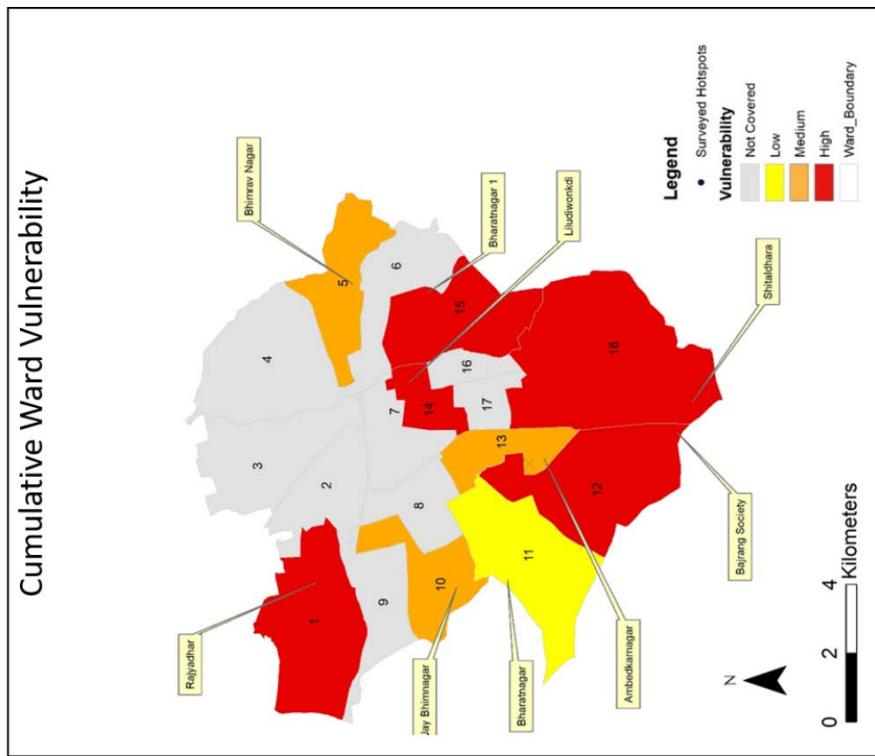 Cumulative Ward Vulnerability
Rajyadhar
Bhimrav Nagar
Bharatnagar 1
Liludiwonkdi
Jay Bhimnagar
Bharatnagar
Ambedkarnagar
Bajrang Society
Shitaldhara
1
2
3
4
5
6
7
8
9
10
11
12
13
14
15
16
17
18
N
0 2 4
Kilometers
Legend
Surveyed Hotspots
Vulnerability
Not Covered
Low
Medium
High
Ward_Boundary